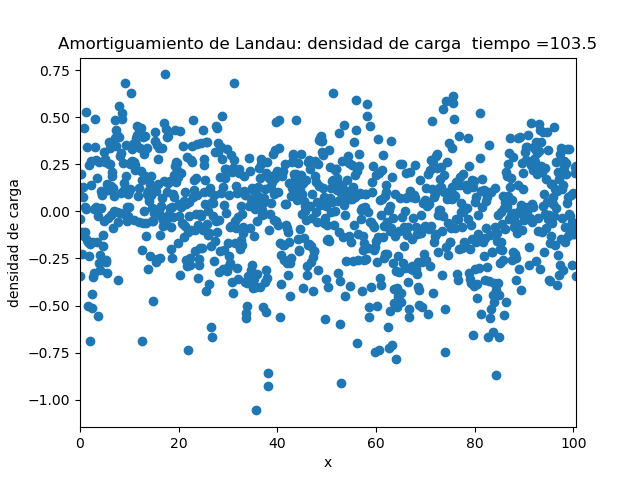 Amortiguamiento de Landau: densidad de carga  tiempo =103.5
0.75
0.50
0.25
0.00
−0.25
−0.50
−0.75
−1.00
densidad de carga
0 20 40 60 80 100
x